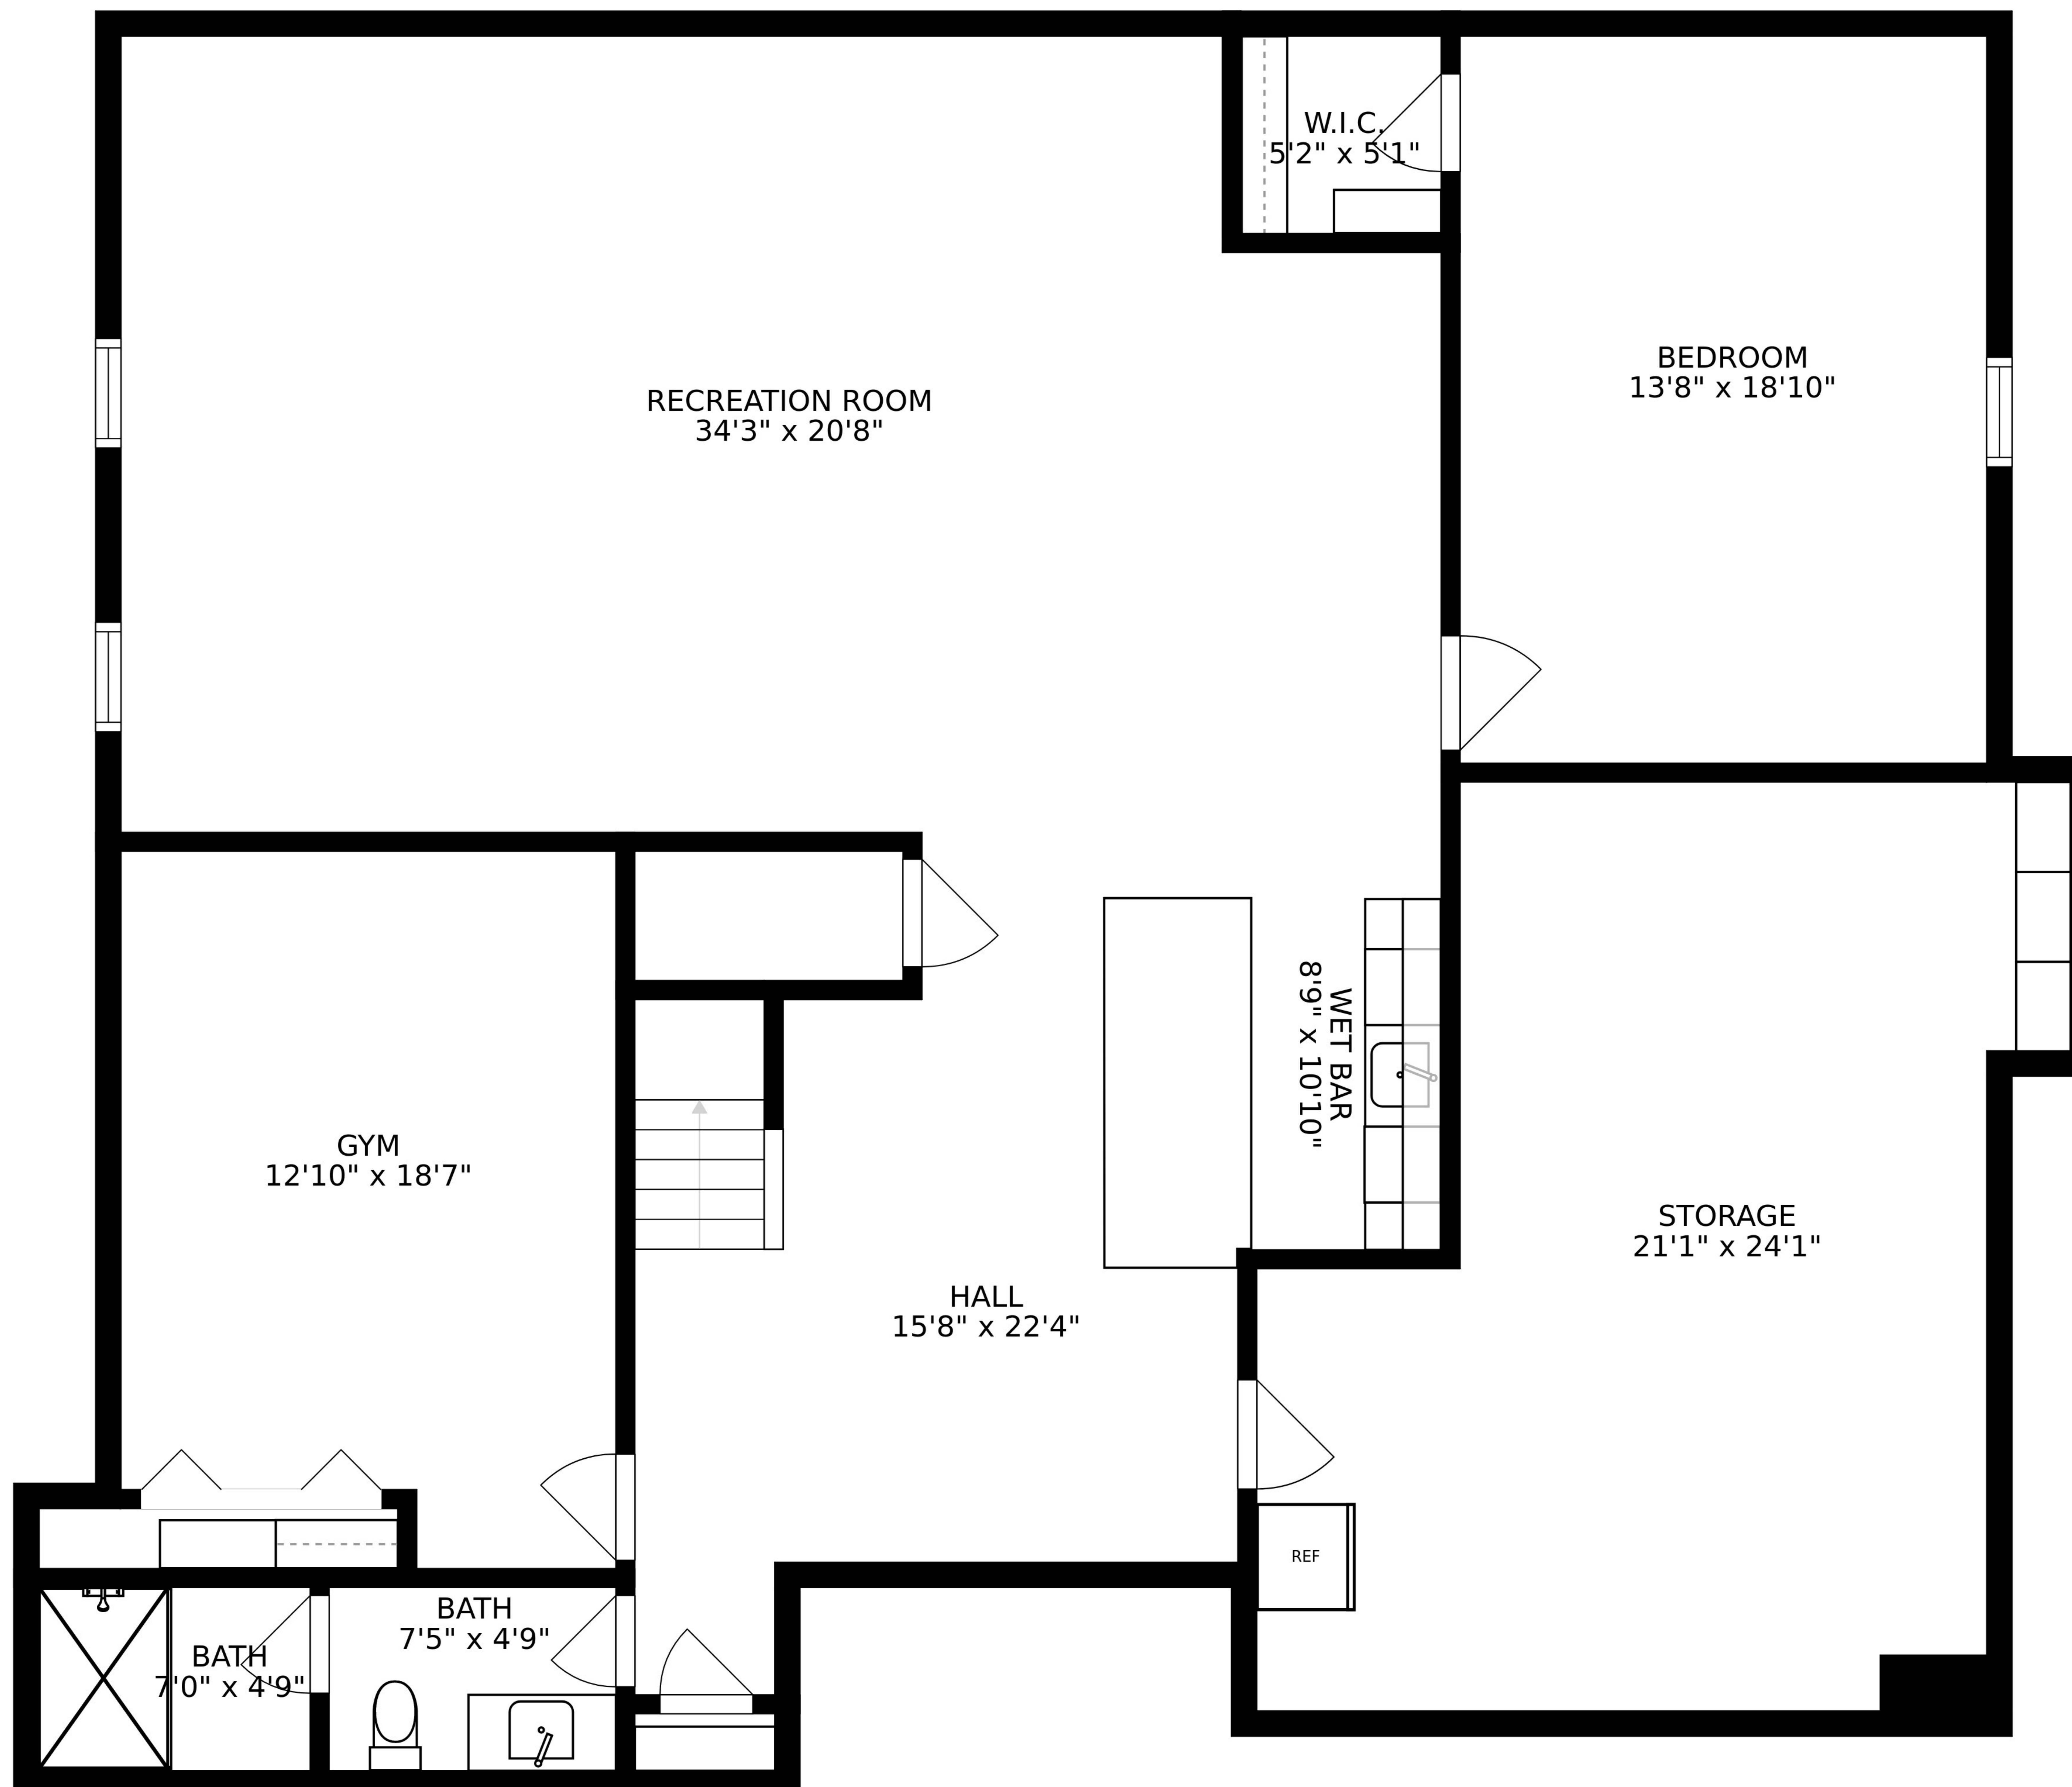 W.I.C.
5'2" x 5'1"
RECREATION ROOM
34'3" x 20'8"
BEDROOM
13'8" x 18'10"
WET BAR
8'9" x 10'10"
GYM
12'10" x 18'7"
STORAGE
21'1" x 24'1"
HALL
15'8" x 22'4"
REF
BATH
7'5" x 4'9"
BATH
7'0" x 4'9"